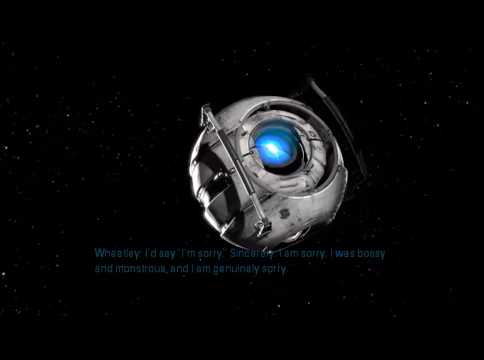 Wheatley: I'd say 'I'm sorry.' Sincerely. I am sorry. I was bossy
and monstrous, and I am genuinely sorry.